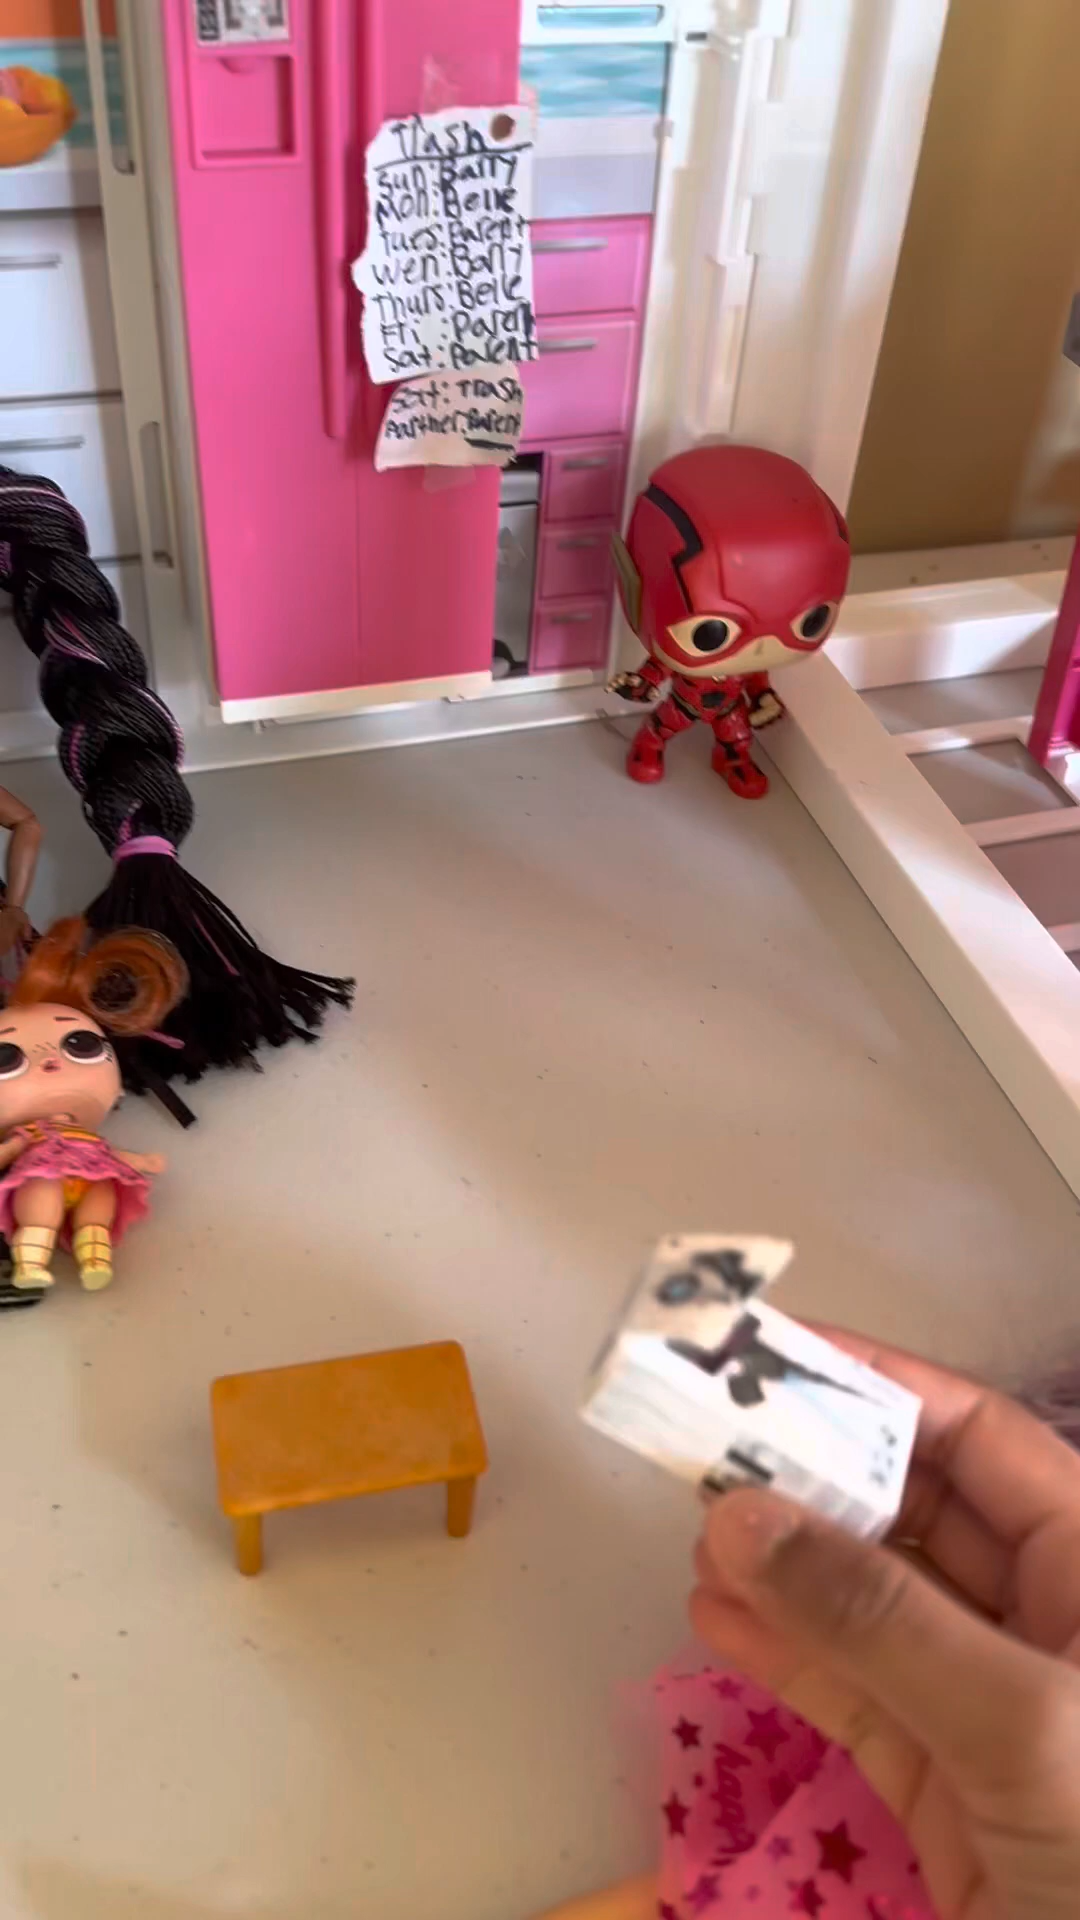 Trash
Sun:Barry
Mon:Belle
Tues:Parent
Wen:Barry
Thurs:Belle
Fri :Parent
Sat:Parent
Sat: Trash
Partner:Parent
happy